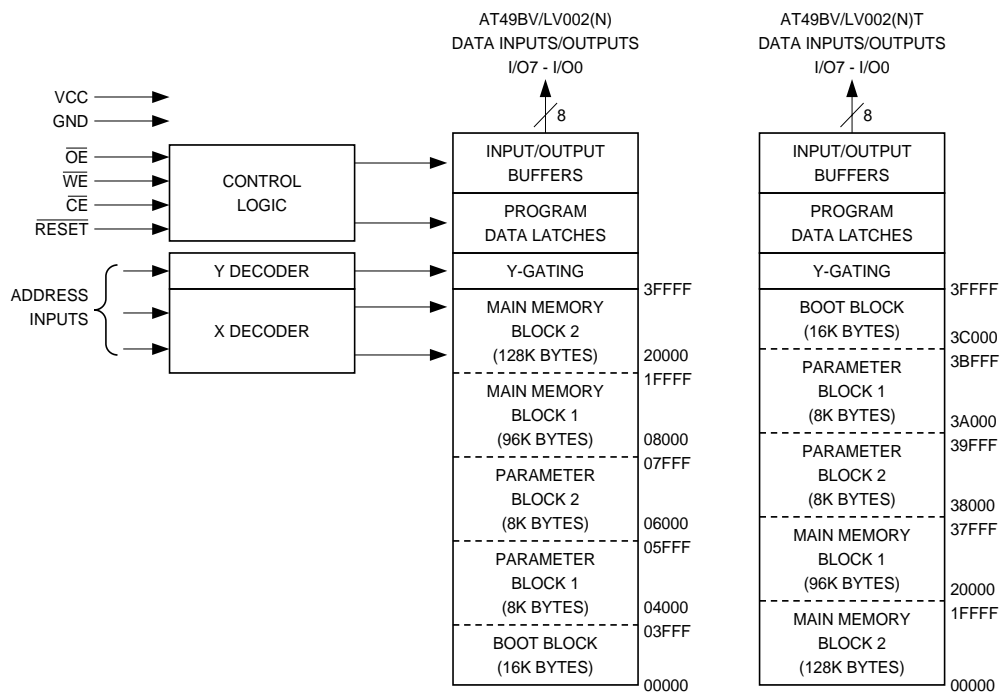 AT49BV/LV002(N)
DATA INPUTS/OUTPUTS
I/O7 - I/O0
8
AT49BV/LV002(N)T
DATA INPUTS/OUTPUTS
I/O7 - I/O0
8
VCC
GND
OE
WE
CE
RESET
CONTROL
LOGIC
ADDRESS
INPUTS
Y DECODER
X DECODER
INPUT/OUTPUT
BUFFERS
PROGRAM
DATA LATCHES
Y-GATING
3FFFF
MAIN MEMORY
BLOCK 2
(128K BYTES)
20000
1FFFF
MAIN MEMORY
BLOCK 1
(96K BYTES)
08000
07FFF
PARAMETER
BLOCK 2
(8K BYTES)
06000
05FFF
PARAMETER
BLOCK 1
(8K BYTES)
04000
03FFF
BOOT BLOCK
(16K BYTES)
00000
INPUT/OUTPUT
BUFFERS
PROGRAM
DATA LATCHES
Y-GATING
3FFFF
BOOT BLOCK
(16K BYTES)
3C000
3BFFF
PARAMETER
BLOCK 1
(8K BYTES)
3A000
39FFF
PARAMETER
BLOCK 2
(8K BYTES)
38000
37FFF
MAIN MEMORY
BLOCK 1
(96K BYTES)
20000
1FFFF
MAIN MEMORY
BLOCK 2
(128K BYTES)
00000